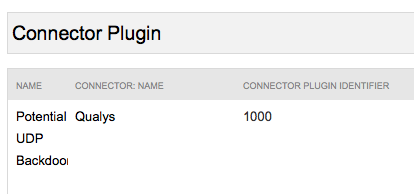 Connector Plugin
NAME CONNECTOR: NAME CONNECTOR PLUGIN IDENTIFIER
Potential Qualys 1000
UDP
Backdoor